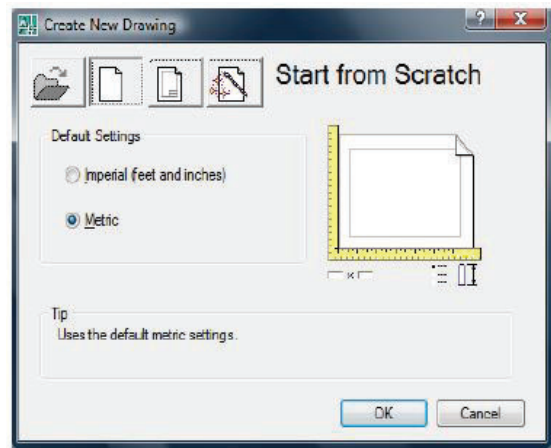 Create New Drawing
Start from Scratch
Default Settings
Imperial (feet and inches)
Metric
Tip
Uses the default metric settings.
OK
Cancel